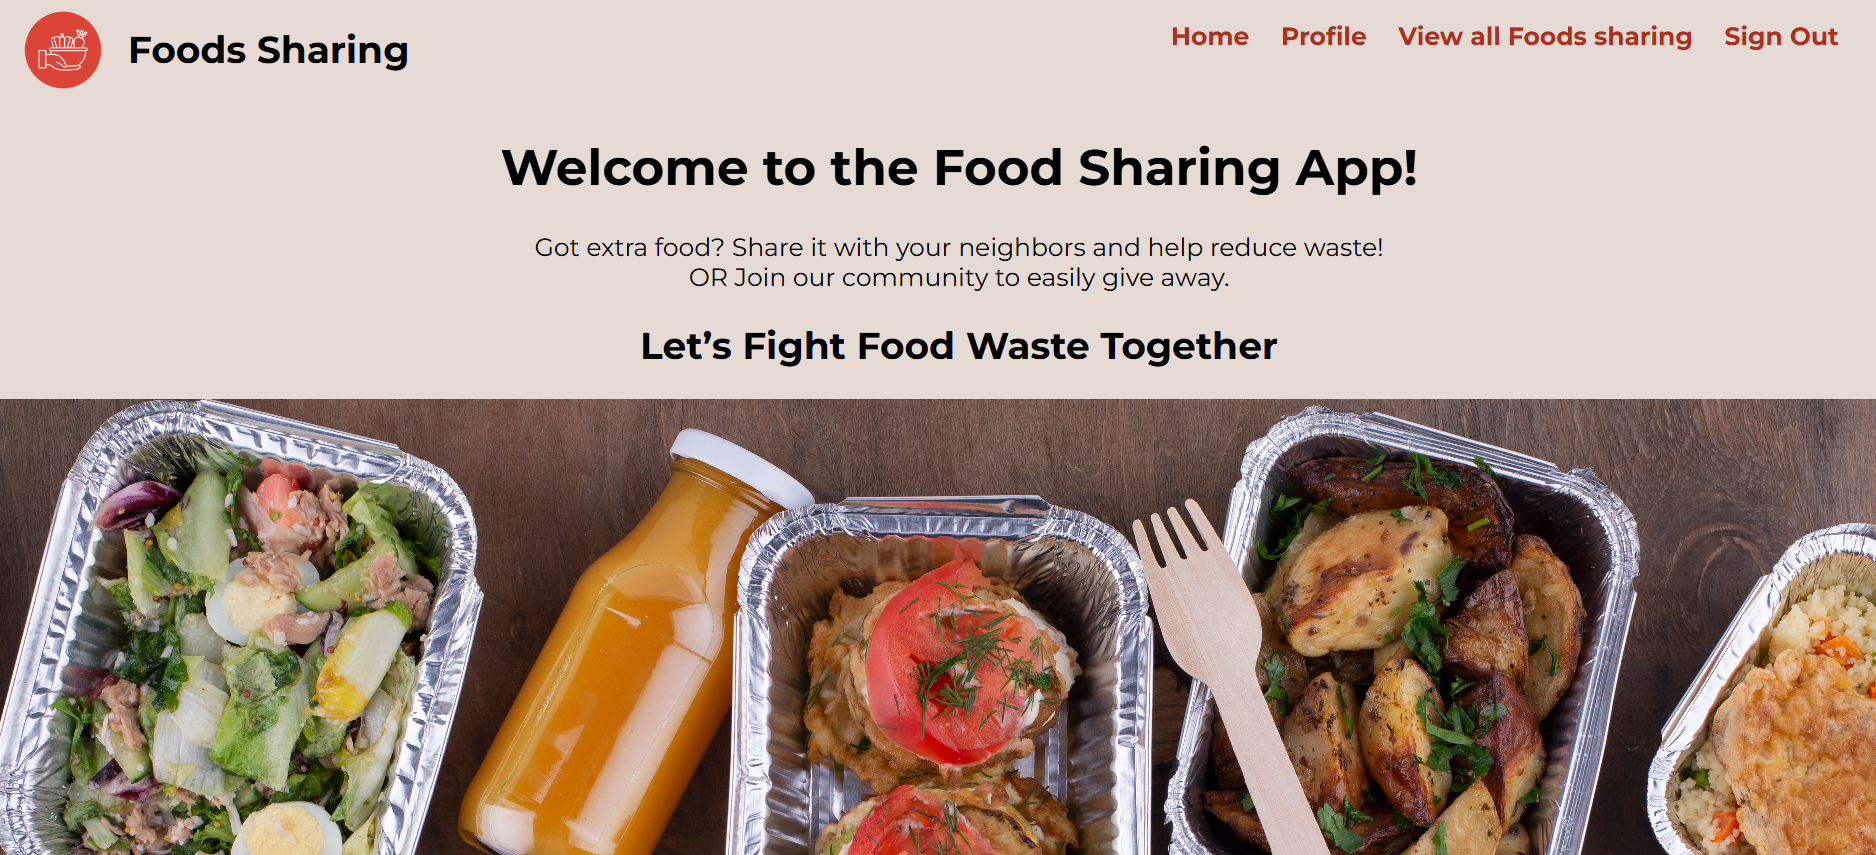 Foods Sharing
Home Profile View all Foods sharing Sign Out
Welcome to the Food Sharing App!
Got extra food? Share it with your neighbors and help reduce waste!
OR Join our community to easily give away.
Let’s Fight Food Waste Together